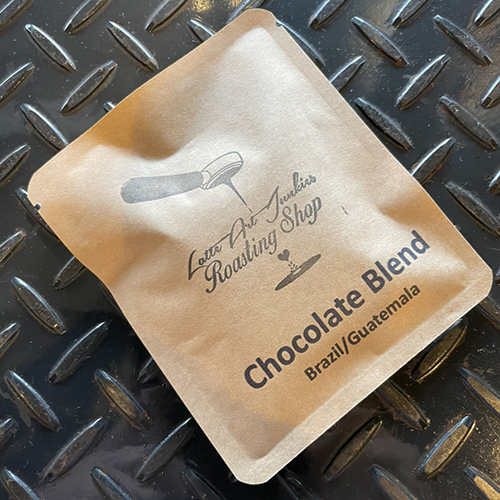 Latte Art Junkies
Roasting Shop
Chocolate Blend
Brazil/Guatemala